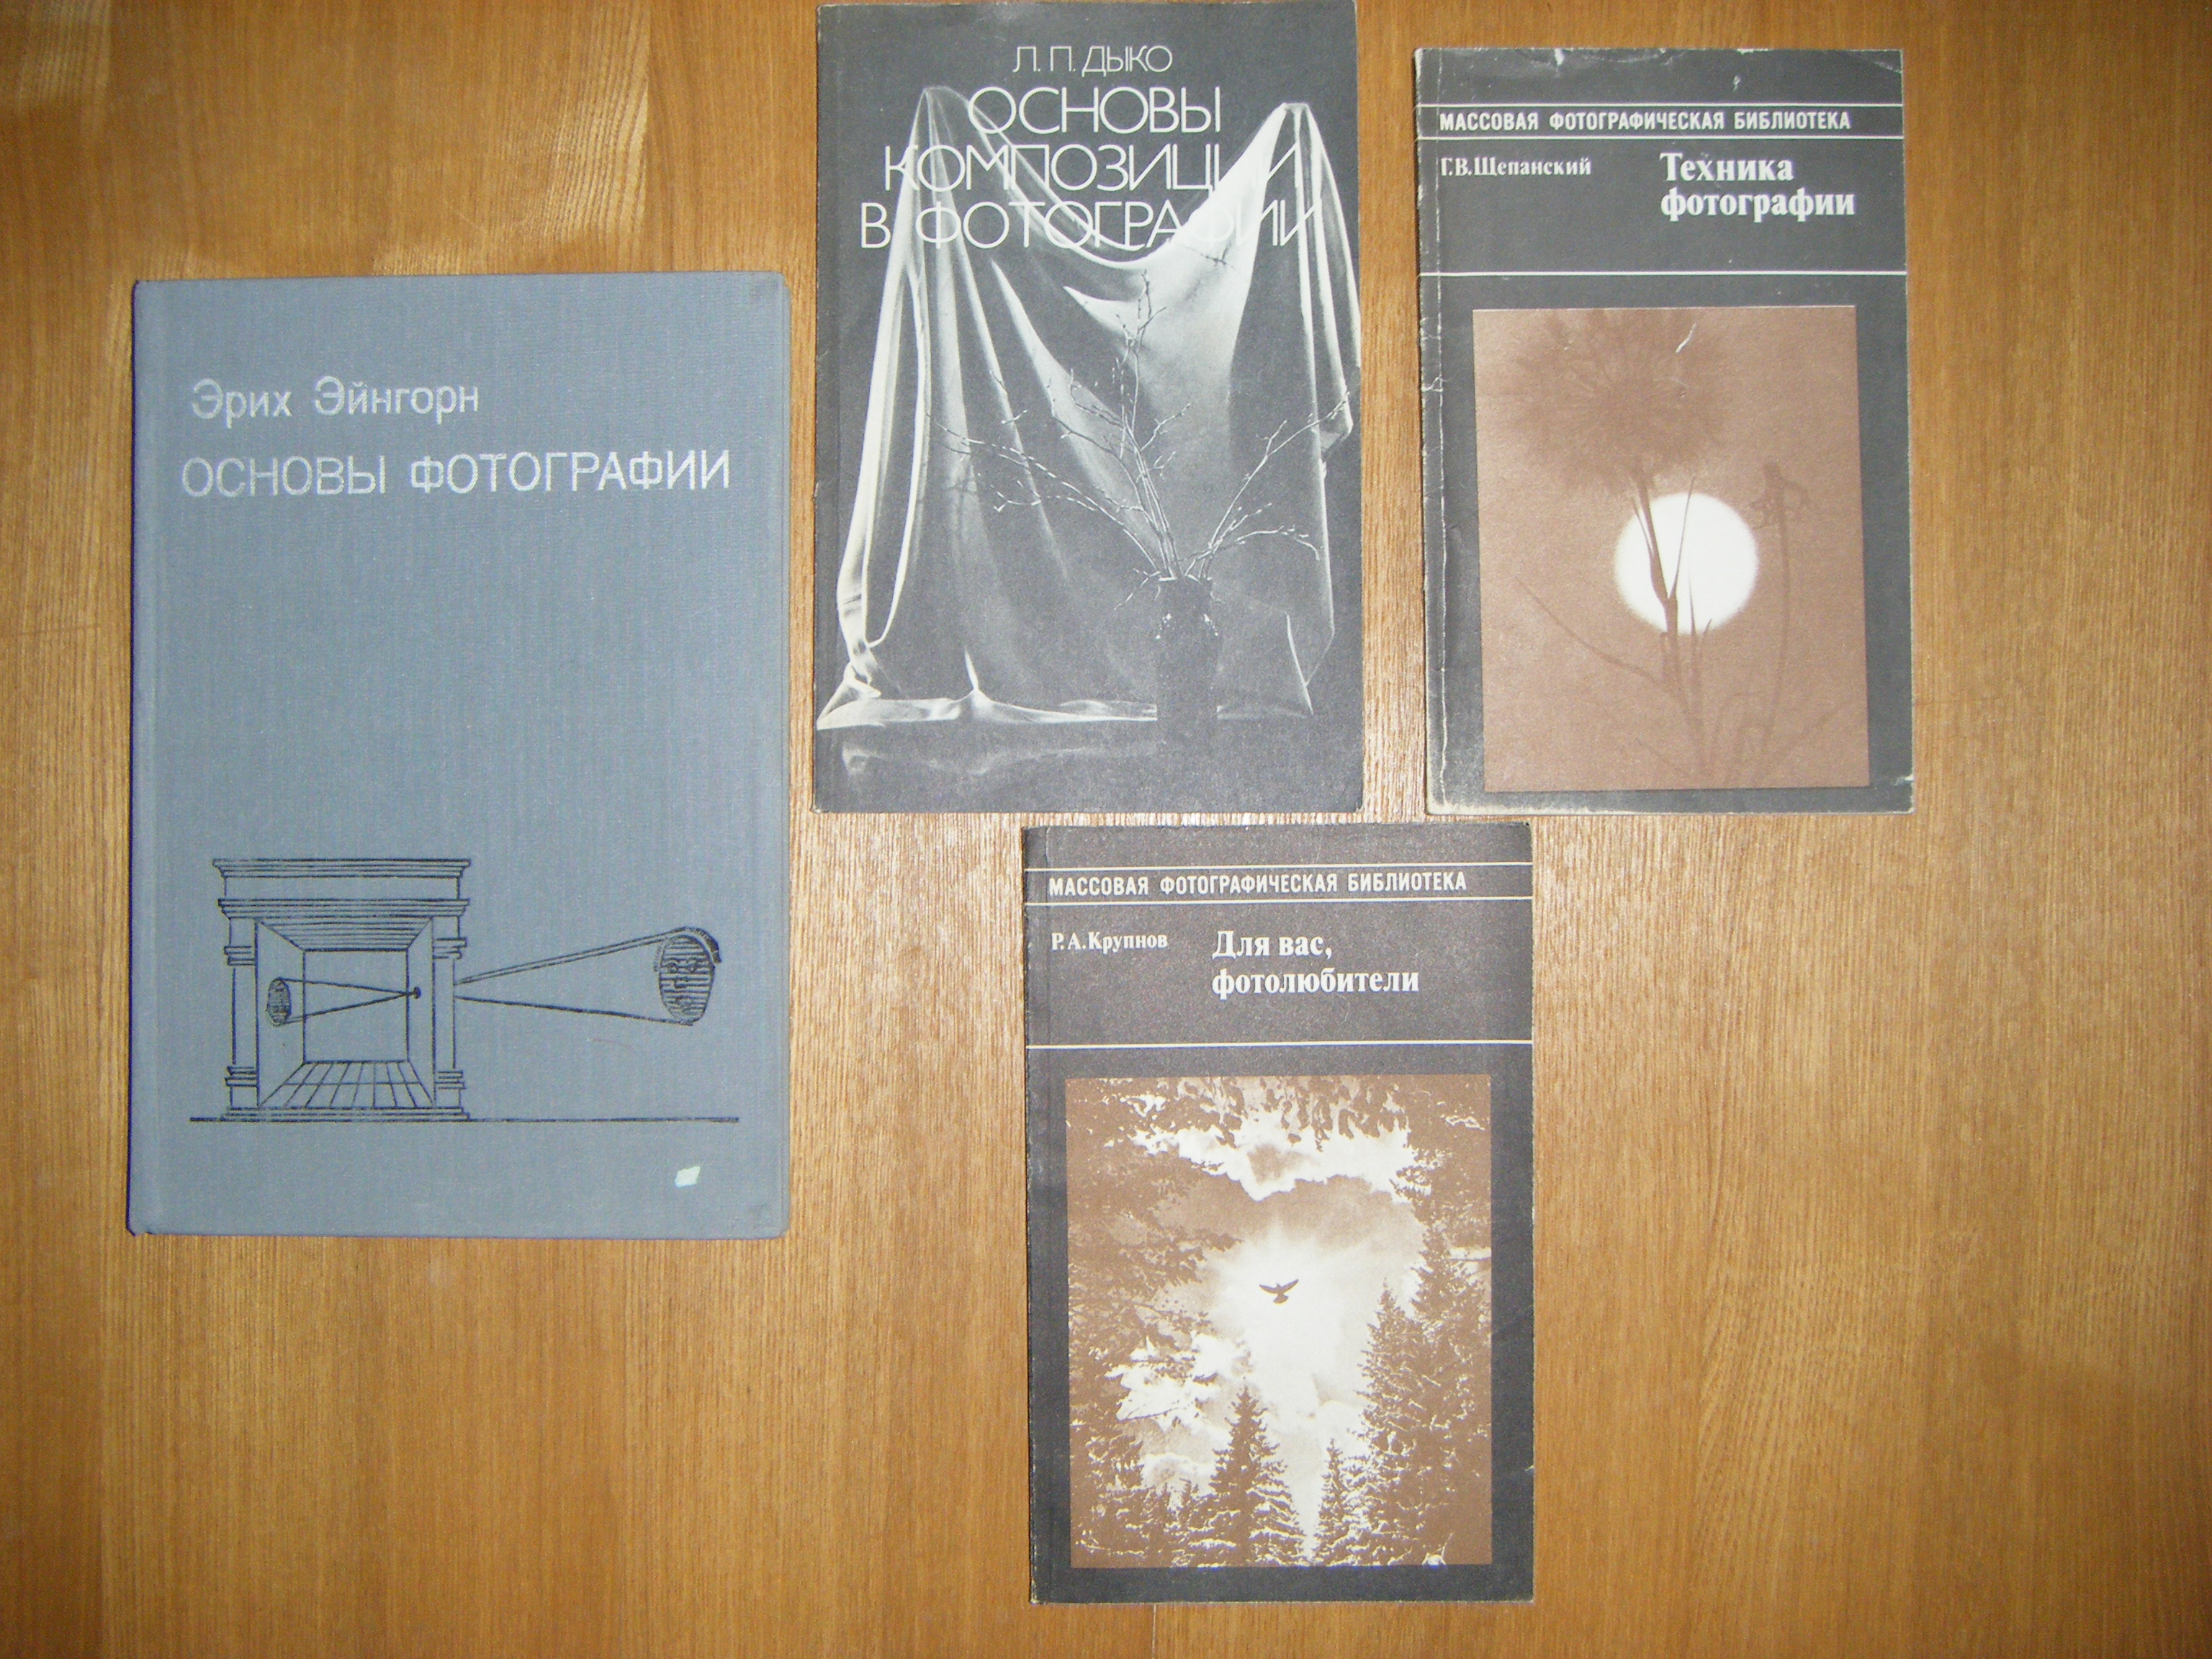 Эрих Эйнгорн
ОСНОВЫ ФОТОГРАФИИ
Л. П. ДЫКО
ОСНОВЫ
КОМПОЗИЦИИ
В ФОТОГРАФИИ
МАССОВАЯ ФОТОГРАФИЧЕСКАЯ БИБЛИОТЕКА
Г.В.Щепанский
Техника
фотографии
МАССОВАЯ ФОТОГРАФИЧЕСКАЯ БИБЛИОТЕКА
Р.А.Крупнов
Для вас,
фотолюбители